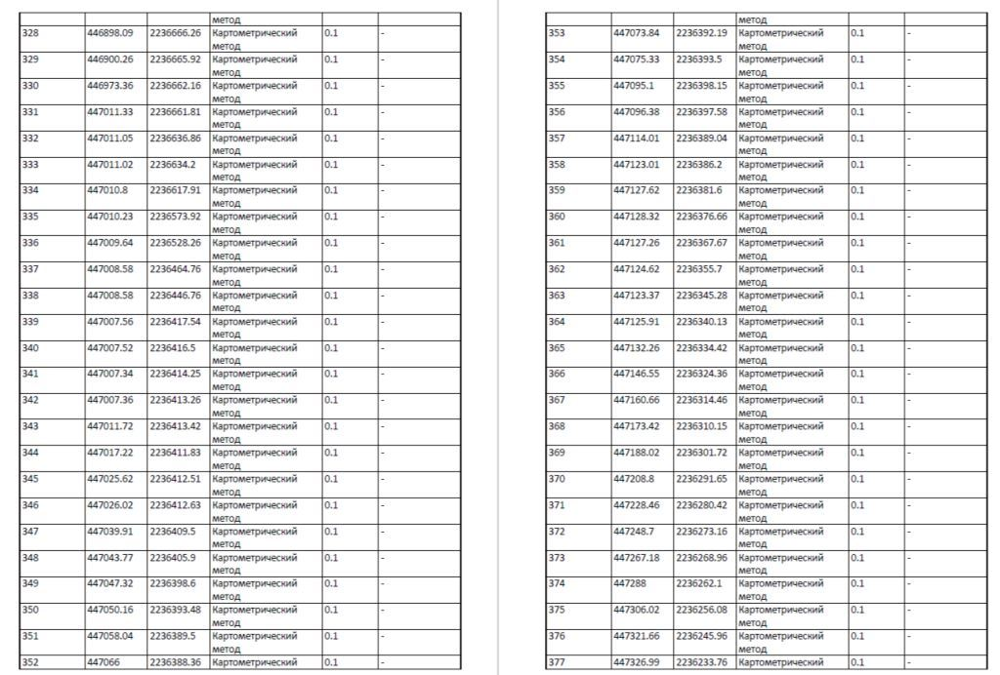 метод
328 446898.09 2236666.26 Картометрический 0.1 -
метод
329 446900.26 2236665.92 Картометрический 0.1 -
метод
330 446973.36 2236662.16 Картометрический 0.1 -
метод
331 447011.33 2236661.81 Картометрический 0.1 -
метод
332 447011.05 2236636.86 Картометрический 0.1 -
метод
333 447011.02 2236634.2 Картометрический 0.1 -
метод
334 447010.8 2236617.91 Картометрический 0.1 -
метод
335 447010.23 2236573.92 Картометрический 0.1 -
метод
336 447009.64 2236528.26 Картометрический 0.1 -
метод
337 447008.58 2236464.76 Картометрический 0.1 -
метод
338 447008.58 2236446.76 Картометрический 0.1 -
метод
339 447007.56 2236417.54 Картометрический 0.1 -
метод
340 447007.52 2236416.5 Картометрический 0.1 -
метод
341 447007.34 2236414.25 Картометрический 0.1 -
метод
342 447007.36 2236413.26 Картометрический 0.1 -
метод
343 447011.72 2236413.42 Картометрический 0.1 -
метод
344 447017.22 2236411.83 Картометрический 0.1 -
метод
345 447025.62 2236412.51 Картометрический 0.1 -
метод
346 447026.02 2236412.63 Картометрический 0.1 -
метод
347 447039.91 2236409.5 Картометрический 0.1 -
метод
348 447043.77 2236405.9 Картометрический 0.1 -
метод
349 447047.32 2236398.6 Картометрический 0.1 -
метод
350 447050.16 2236393.48 Картометрический 0.1 -
метод
351 447058.04 2236389.5 Картометрический 0.1 -
метод
352 447066 2236388.36 Картометрический 0.1 -
метод
353 447073.84 2236392.19 Картометрический 0.1 -
метод
354 447075.33 2236393.5 Картометрический 0.1 -
метод
355 447095.1 2236398.15 Картометрический 0.1 -
метод
356 447096.38 2236397.58 Картометрический 0.1 -
метод
357 447114.01 2236389.04 Картометрический 0.1 -
метод
358 447123.01 2236386.2 Картометрический 0.1 -
метод
359 447127.62 2236381.6 Картометрический 0.1 -
метод
360 447128.32 2236376.66 Картометрический 0.1 -
метод
361 447127.26 2236367.67 Картометрический 0.1 -
метод
362 447124.62 2236355.7 Картометрический 0.1 -
метод
363 447123.37 2236345.28 Картометрический 0.1 -
метод
364 447125.91 2236340.13 Картометрический 0.1 -
метод
365 447132.26 2236334.42 Картометрический 0.1 -
метод
366 447146.55 2236324.36 Картометрический 0.1 -
метод
367 447160.66 2236314.46 Картометрический 0.1 -
метод
368 447173.42 2236310.15 Картометрический 0.1 -
метод
369 447188.02 2236301.72 Картометрический 0.1 -
метод
370 447208.8 2236291.65 Картометрический 0.1 -
метод
371 447228.46 2236280.42 Картометрический 0.1 -
метод
372 447248.7 2236273.16 Картометрический 0.1 -
метод
373 447267.18 2236268.96 Картометрический 0.1 -
метод
374 447288 2236262.1 Картометрический 0.1 -
метод
375 447306.02 2236256.08 Картометрический 0.1 -
метод
376 447321.66 2236245.96 Картометрический 0.1 -
метод
377 447326.99 2236233.76 Картометрический 0.1 -